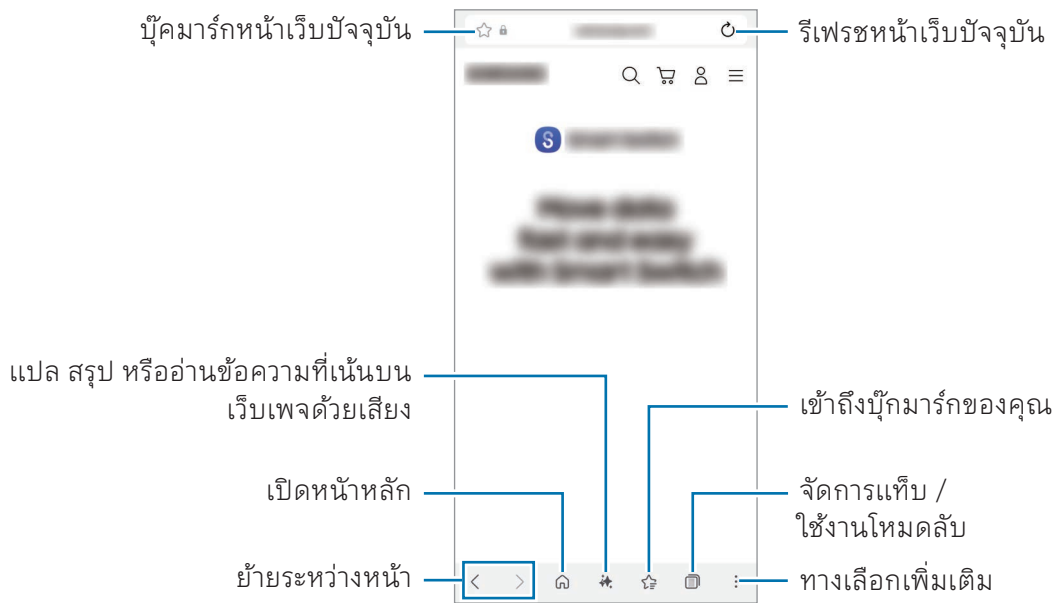 บุ๊คมาร์กหน้าเว็บปัจจุบัน
รีเฟรชหน้าเว็บปัจจุบัน
S
แปล สรุป หรืออ่านข้อความที่เน้นบน
เว็บเพจด้วยเสียง
เข้าถึงบุ๊กมาร์กของคุณ
เปิดหน้าหลัก
จัดการแท็บ /
ใช้งานโหมดลับ
ย้ายระหว่างหน้า
ทางเลือกเพิ่มเติม